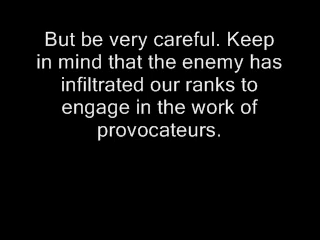 But be very careful. Keep
in mind that the enemy has
infiltrated our ranks to
engage in the work of
provocateurs.